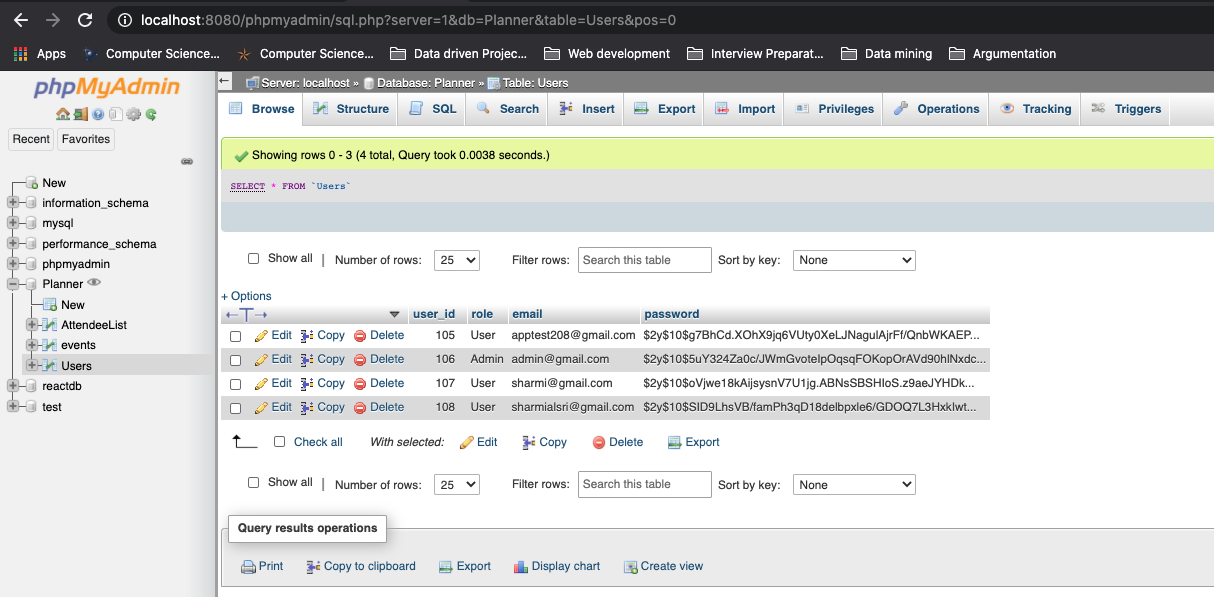 localhost:8080/phpmyadmin/sql.php?server=1&db=Planner&table=Users&pos=0
Apps Computer Science... Computer Science... Data driven Projec... Web development Interview Preparat... Data mining Argumentation
phpMyAdmin
Recent Favorites
New
information_schema
mysql
performance_schema
phpmyadmin
Planner
New
AttendeeList
events
Users
reactdb
test
Server: localhost » Database: Planner » Table: Users
Browse Structure SQL Search Insert Export Import Privileges Operations Tracking Triggers
Showing rows 0 - 3 (4 total, Query took 0.0038 seconds.)
SELECT * FROM `Users`
Show all | Number of rows: 25 Filter rows: Search this table Sort by key: None
+ Options
←T→ user_id role email password
Edit Copy Delete 105 User apptest208@gmail.com $2y$10$g7BhCd.XOhX9jq6VUty0XeLJNagulAjrFf/QnbWKAEP...
Edit Copy Delete 106 Admin admin@gmail.com $2y$10$5uY324Za0c/JWmGvotelpOqsqFOKopOrAVd90hlNxdc...
Edit Copy Delete 107 User sharmi@gmail.com $2y$10$oVjwe18kAijsysnV7U1jg.ABNsSBSHIoS.z9aeJYHDk...
Edit Copy Delete 108 User sharmialsri@gmail.com $2y$10$SID9LhsVB/famPh3qD18delbpxle6/GDOQ7L3HxkIwt...
Check all With selected: Edit Copy Delete Export
Show all | Number of rows: 25 Filter rows: Search this table Sort by key: None
Query results operations
Print Copy to clipboard Export Display chart Create view